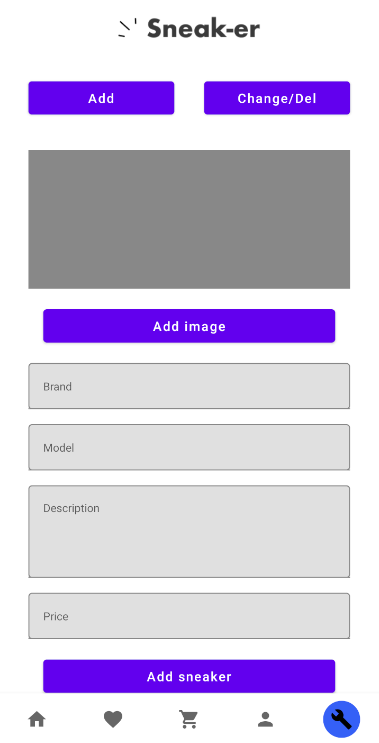 Sneak-er
Add
Change/Del
Add image
Brand
Model
Description
Price
Add sneaker